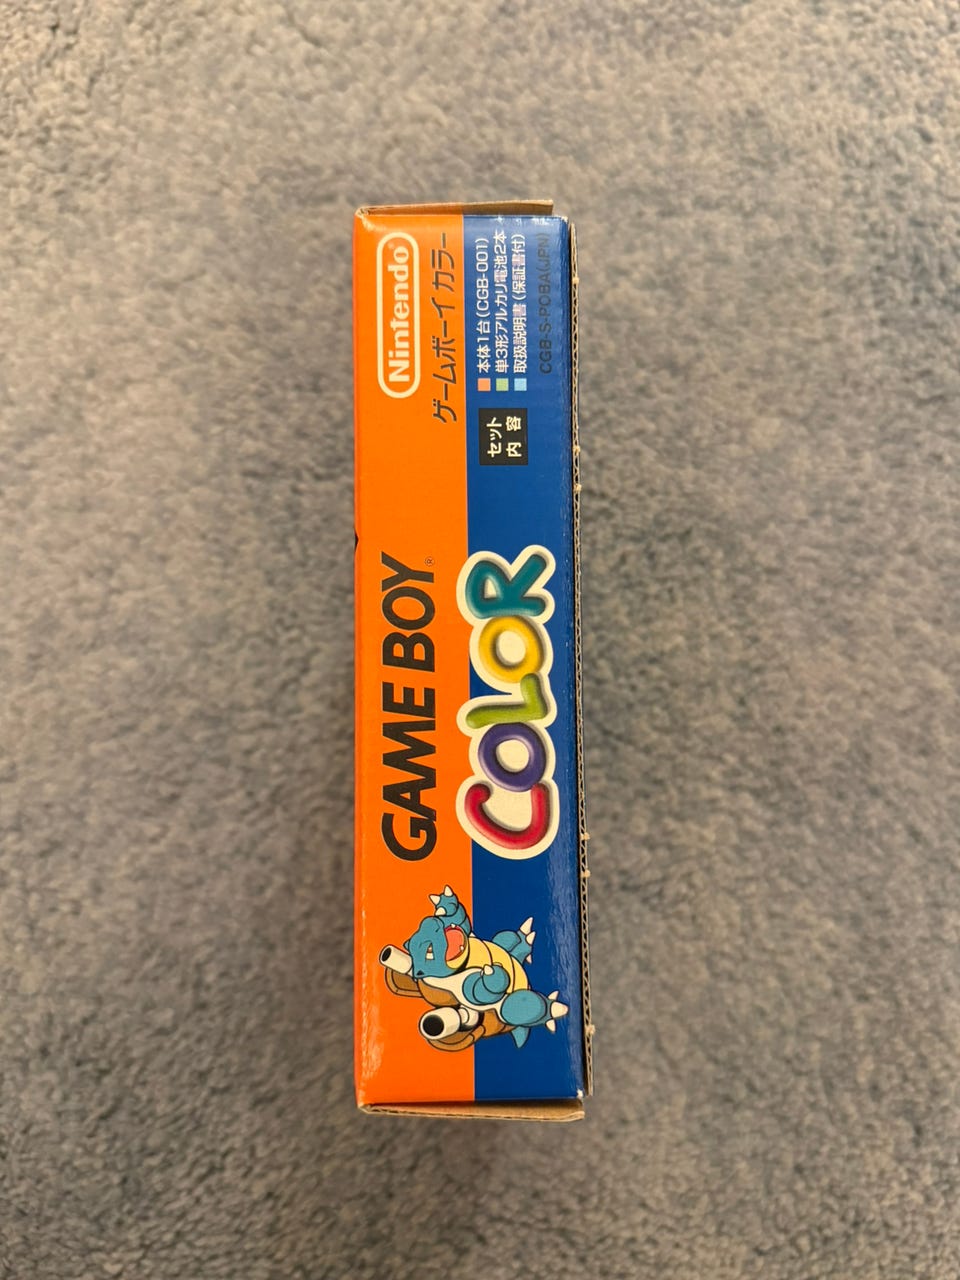 GAME BOY®
COLOR
Nintendo®
ゲームボーイ カラー
セット
内容
本体1台(CGB-001)
単3形アルカリ電池2本
取扱説明書(保証書付)
CGB-S-POBA(JPN)